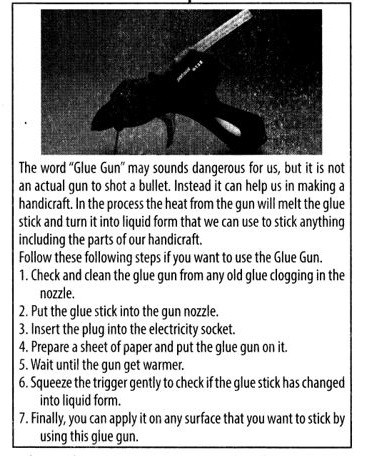 The word “Glue Gun” may sounds dangerous for us, but it is not
an actual gun to shot a bullet. Instead it can help us in making a
handicraft. In the process the heat from the gun will melt the glue
stick and turn it into liquid form that we can use to stick anything
including the parts of our handicraft.
Follow these following steps if you want to use the Glue Gun.
1. Check and clean the glue gun from any old glue clogging in the
nozzle.
2. Put the glue stick into the gun nozzle.
3. Insert the plug into the electricity socket.
4. Prepare a sheet of paper and put the glue gun on it.
5. Wait until the gun get warmer.
6. Squeeze the trigger gently to check if the glue stick has changed
into liquid form.
7. Finally, you can apply it on any surface that you want to stick by
using this glue gun.